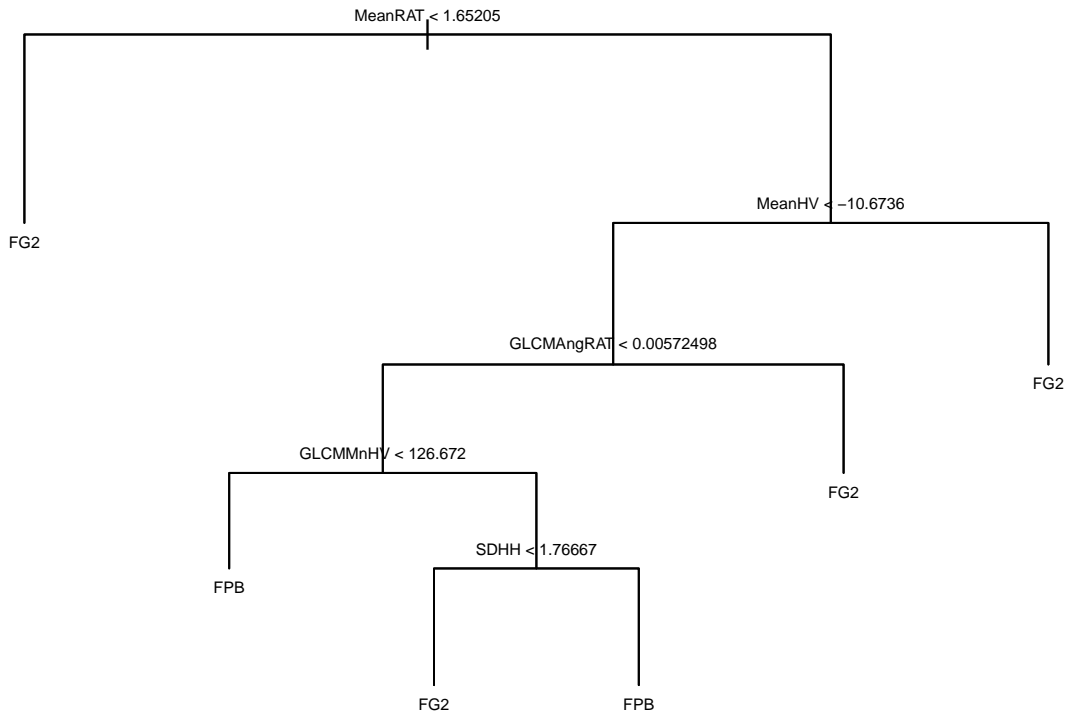 MeanRAT < 1.65205
MeanHV < −10.6736
FG2
GLCMAngRAT < 0.00572498
FG2
GLCMMnHV < 126.672
FG2
SDHH < 1.76667
FPB
FG2
FPB